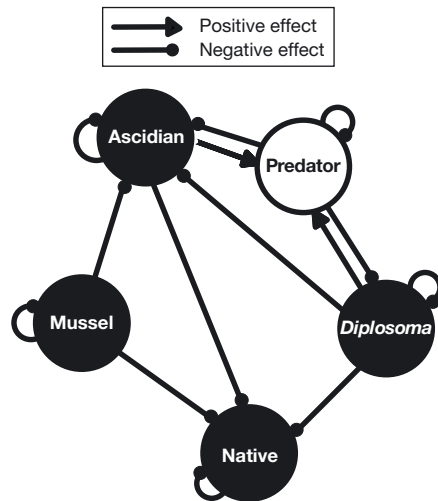 Positive effect
Negative effect
Ascidian
Predator
Mussel
Diplosoma
Native